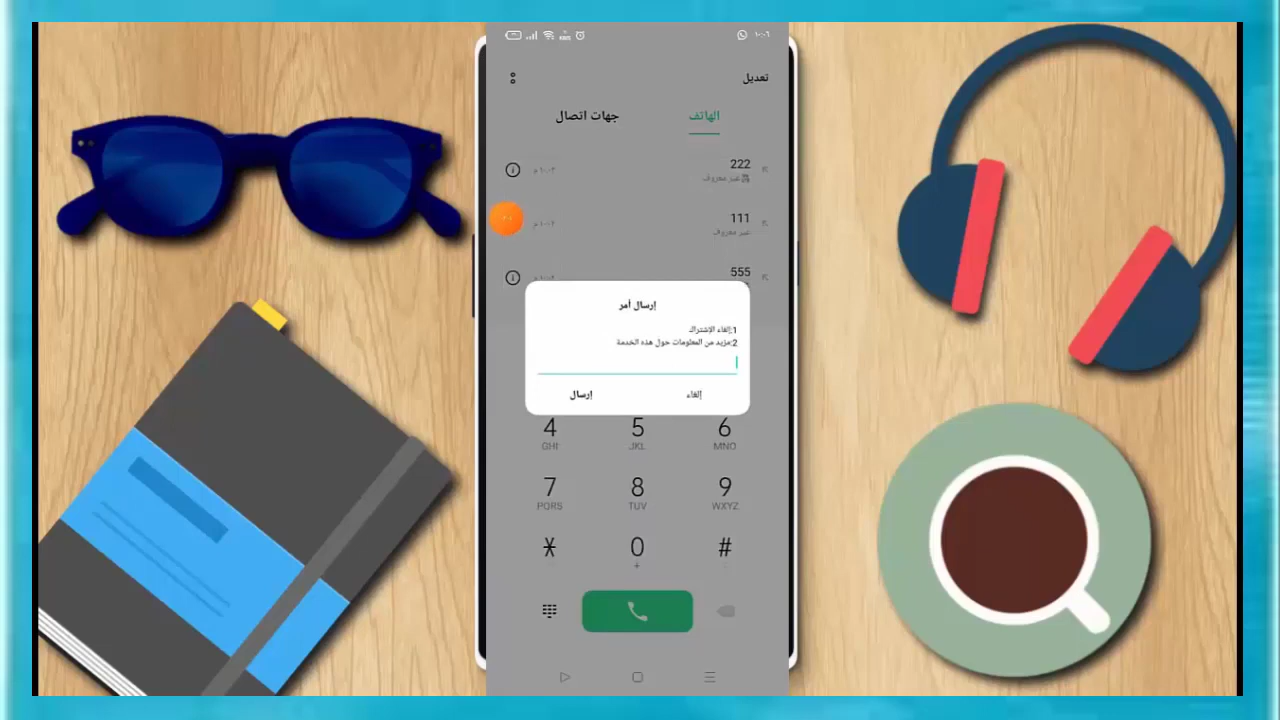 ١٠:٠٦
تعديل
الهاتف
جهات اتصال
222
غير معروف
111
غير معروف
555
إرسال أمر
1:إلغاء الإشتراك
2:مزيد من المعلومات حول هذه الخدمة
إلغاء
إرسال
4 5 6
GHI JKL MNO
7 8 9
PQRS TUV WXYZ
* 0 #
+